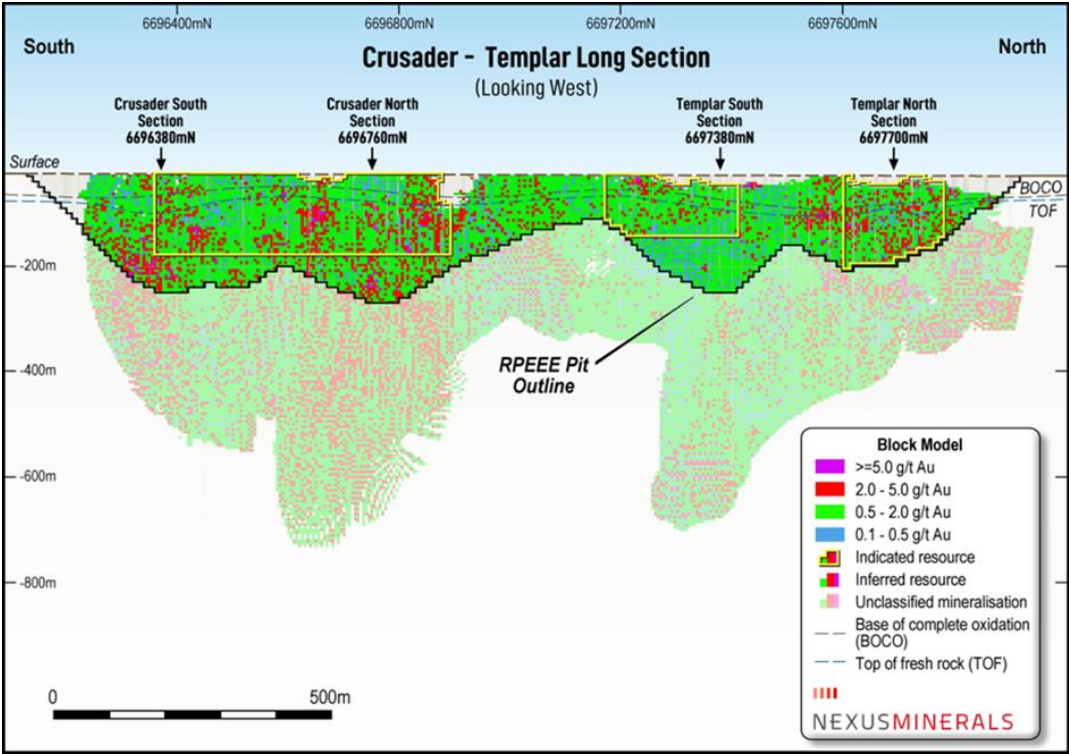 6696400mN 6696800mN 6697200mN 6697600mN
South
North
Crusader - Templar Long Section
(Looking West)
Crusader South
Section
6696380mN
Crusader North
Section
6696760mN
Templar South
Section
6697380mN
Templar North
Section
6697700mN
Surface
BOCO
TOF
-200m
-400m
-600m
-800m
RPEEE Pit
Outline
Block Model
>=5.0 g/t Au
2.0 - 5.0 g/t Au
0.5 - 2.0 g/t Au
0.1 - 0.5 g/t Au
Indicated resource
Inferred resource
Unclassified mineralisation
Base of complete oxidation
(BOCO)
Top of fresh rock (TOF)
NEXUSMINERALS
0 500m